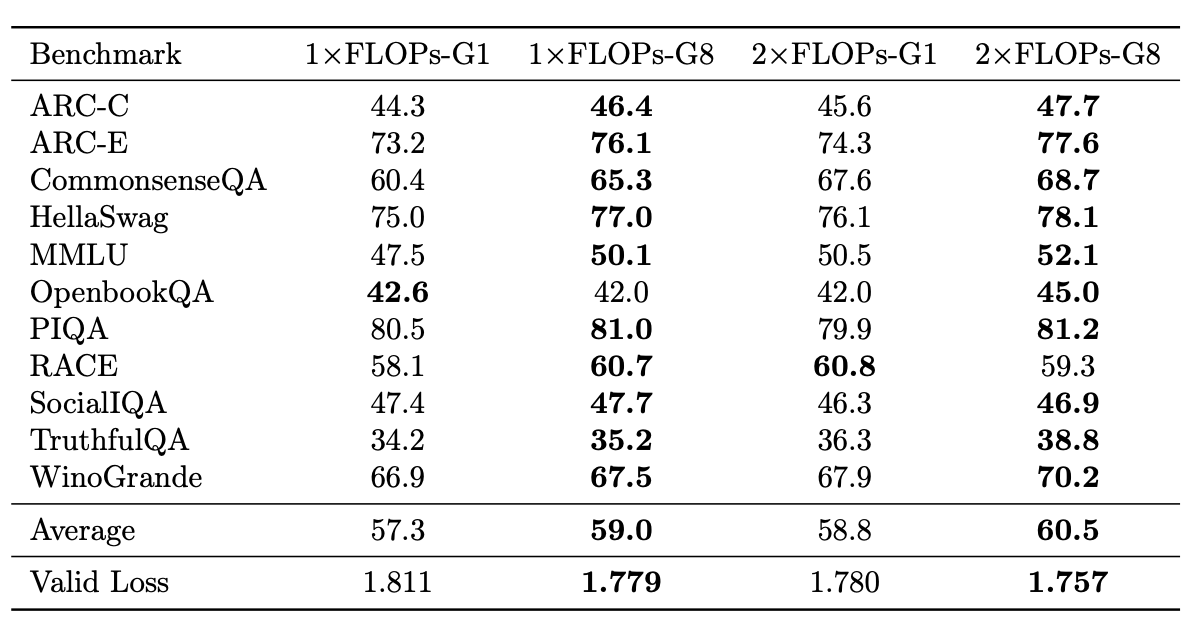 Benchmark 1×FLOPs-G1 1×FLOPs-G8 2×FLOPs-G1 2×FLOPs-G8
ARC-C 44.3 46.4 45.6 47.7
ARC-E 73.2 76.1 74.3 77.6
CommonsenseQA 60.4 65.3 67.6 68.7
HellaSwag 75.0 77.0 76.1 78.1
MMLU 47.5 50.1 50.5 52.1
OpenbookQA 42.6 42.0 42.0 45.0
PIQA 80.5 81.0 79.9 81.2
RACE 58.1 60.7 60.8 59.3
SocialIQA 47.4 47.7 46.3 46.9
TruthfulQA 34.2 35.2 36.3 38.8
WinoGrande 66.9 67.5 67.9 70.2
Average 57.3 59.0 58.8 60.5
Valid Loss 1.811 1.779 1.780 1.757